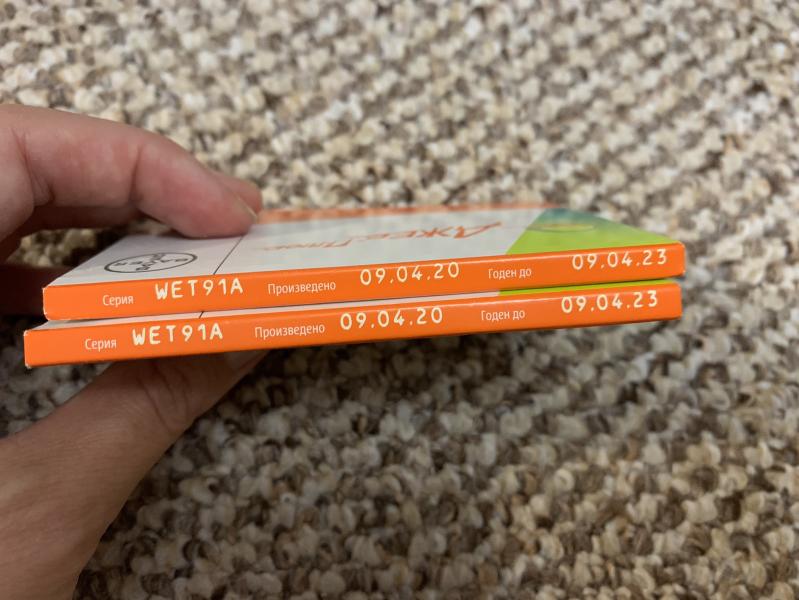 BAYER
Джес Плюс
Серия WET91A Произведено 09.04.20 Годен до 09.04.23
Серия WET91A Произведено 09.04.20 Годен до 09.04.23